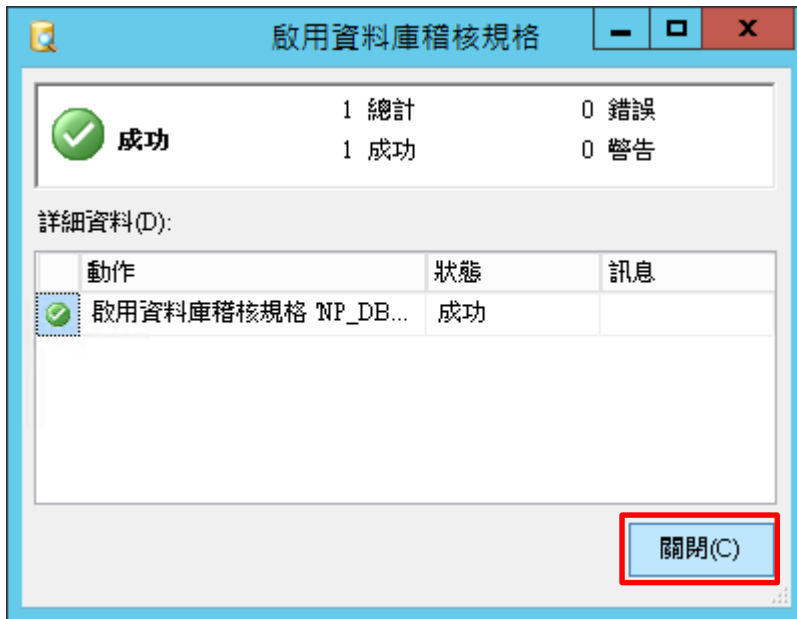 啟用資料庫稽核規格
成功
1 總計 0 錯誤
1 成功 0 警告
詳細資料(D):
動作 狀態 訊息
啟用資料庫稽核規格 'NP_DB... 成功
關閉(C)